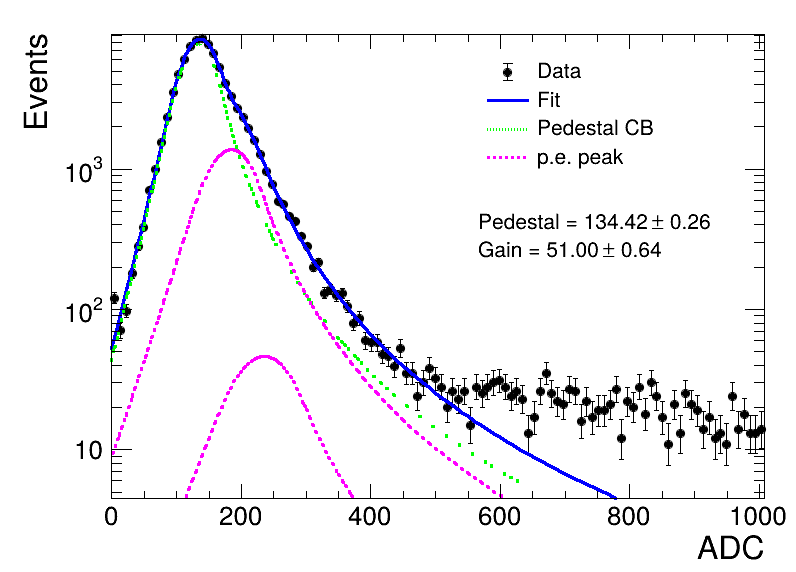 Events
Data
Fit
Pedestal CB
p.e. peak
Pedestal = 134.42 ± 0.26
Gain = 51.00 ± 0.64
10³
10²
10
0 200 400 600 800 1000
ADC